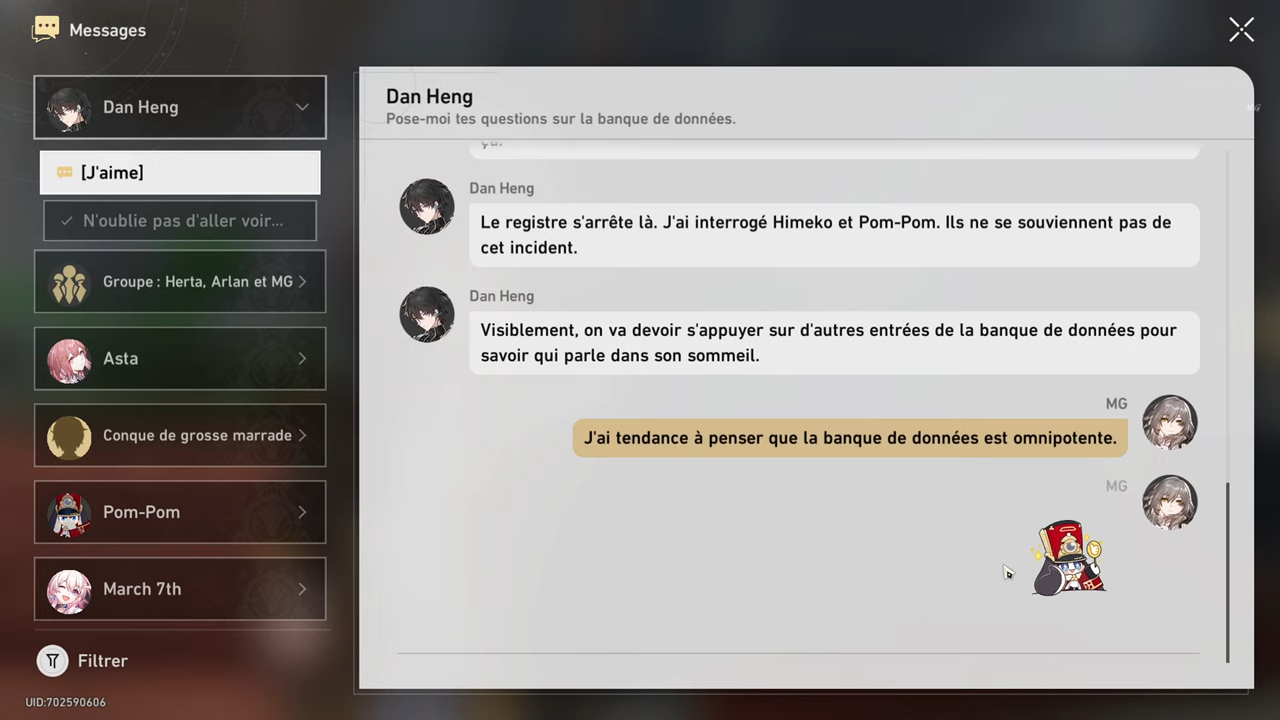 Messages
Dan Heng
[J'aime]
N'oublie pas d'aller voir...
Groupe : Herta, Arlan et MG
Asta
Conque de grosse marrade
Pom-Pom
March 7th
Filtrer
UID:702590606
Dan Heng
Pose-moi tes questions sur la banque de données.
ça.
Dan Heng
Le registre s'arrête là. J'ai interrogé Himeko et Pom-Pom. Ils ne se souviennent pas de
cet incident.
Dan Heng
Visiblement, on va devoir s'appuyer sur d'autres entrées de la banque de données pour
savoir qui parle dans son sommeil.
MG
J'ai tendance à penser que la banque de données est omnipotente.
MG
MG